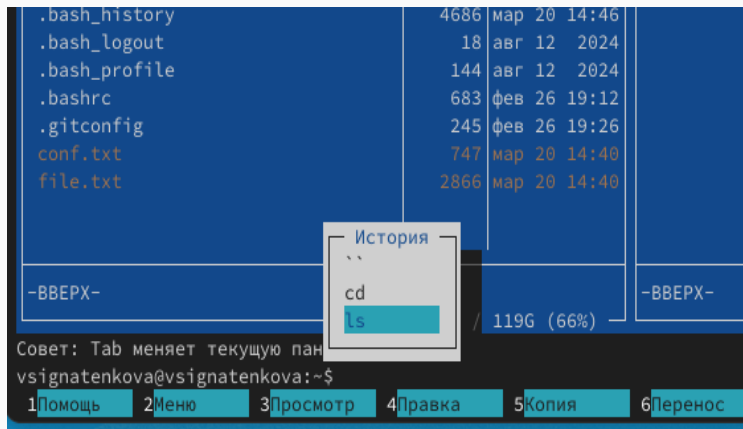 .bash_history 4686 мар 20 14:46
.bash_logout 18 авг 12 2024
.bash_profile 144 авг 12 2024
.bashrc 683 фев 26 19:12
.gitconfig 245 фев 26 19:26
conf.txt 747 мар 20 14:40
file.txt 2866 мар 20 14:40
История
``
cd
ls
-ВВЕРХ-
/ 119G (66%)
-ВВЕРХ-
Совет: Tab меняет текущую пан
vsignatenkova@vsignatenkova:~$
1Помощь 2Меню 3Просмотр 4Правка 5Копия 6Перенос